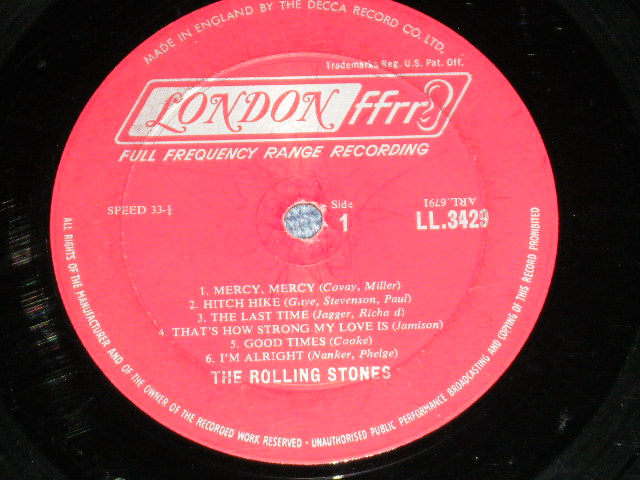 MADE IN ENGLAND BY THE DECCA RECORD CO. LTD.
Trademarks Reg. U.S. Pat. Off.
LONDON ffrr
FULL FREQUENCY RANGE RECORDING
SPEED 33-⅓
Side
1
ARL.6791
LL.3429
1. MERCY, MERCY (Covay, Miller)
2. HITCH HIKE (Gaye, Stevenson, Paul)
3. THE LAST TIME (Jagger, Richa d)
4. THAT'S HOW STRONG MY LOVE IS (Jamison)
5. GOOD TIMES (Cooke)
6. I'M ALRIGHT (Nanker, Phelge)
THE ROLLING STONES
ALL RIGHTS OF THE MANUFACTURER AND OF THE OWNER OF THE RECORDED WORK RESERVED · UNAUTHORISED PUBLIC PERFORMANCE BROADCASTING AND COPYING OF THIS RECORD PROHIBITED